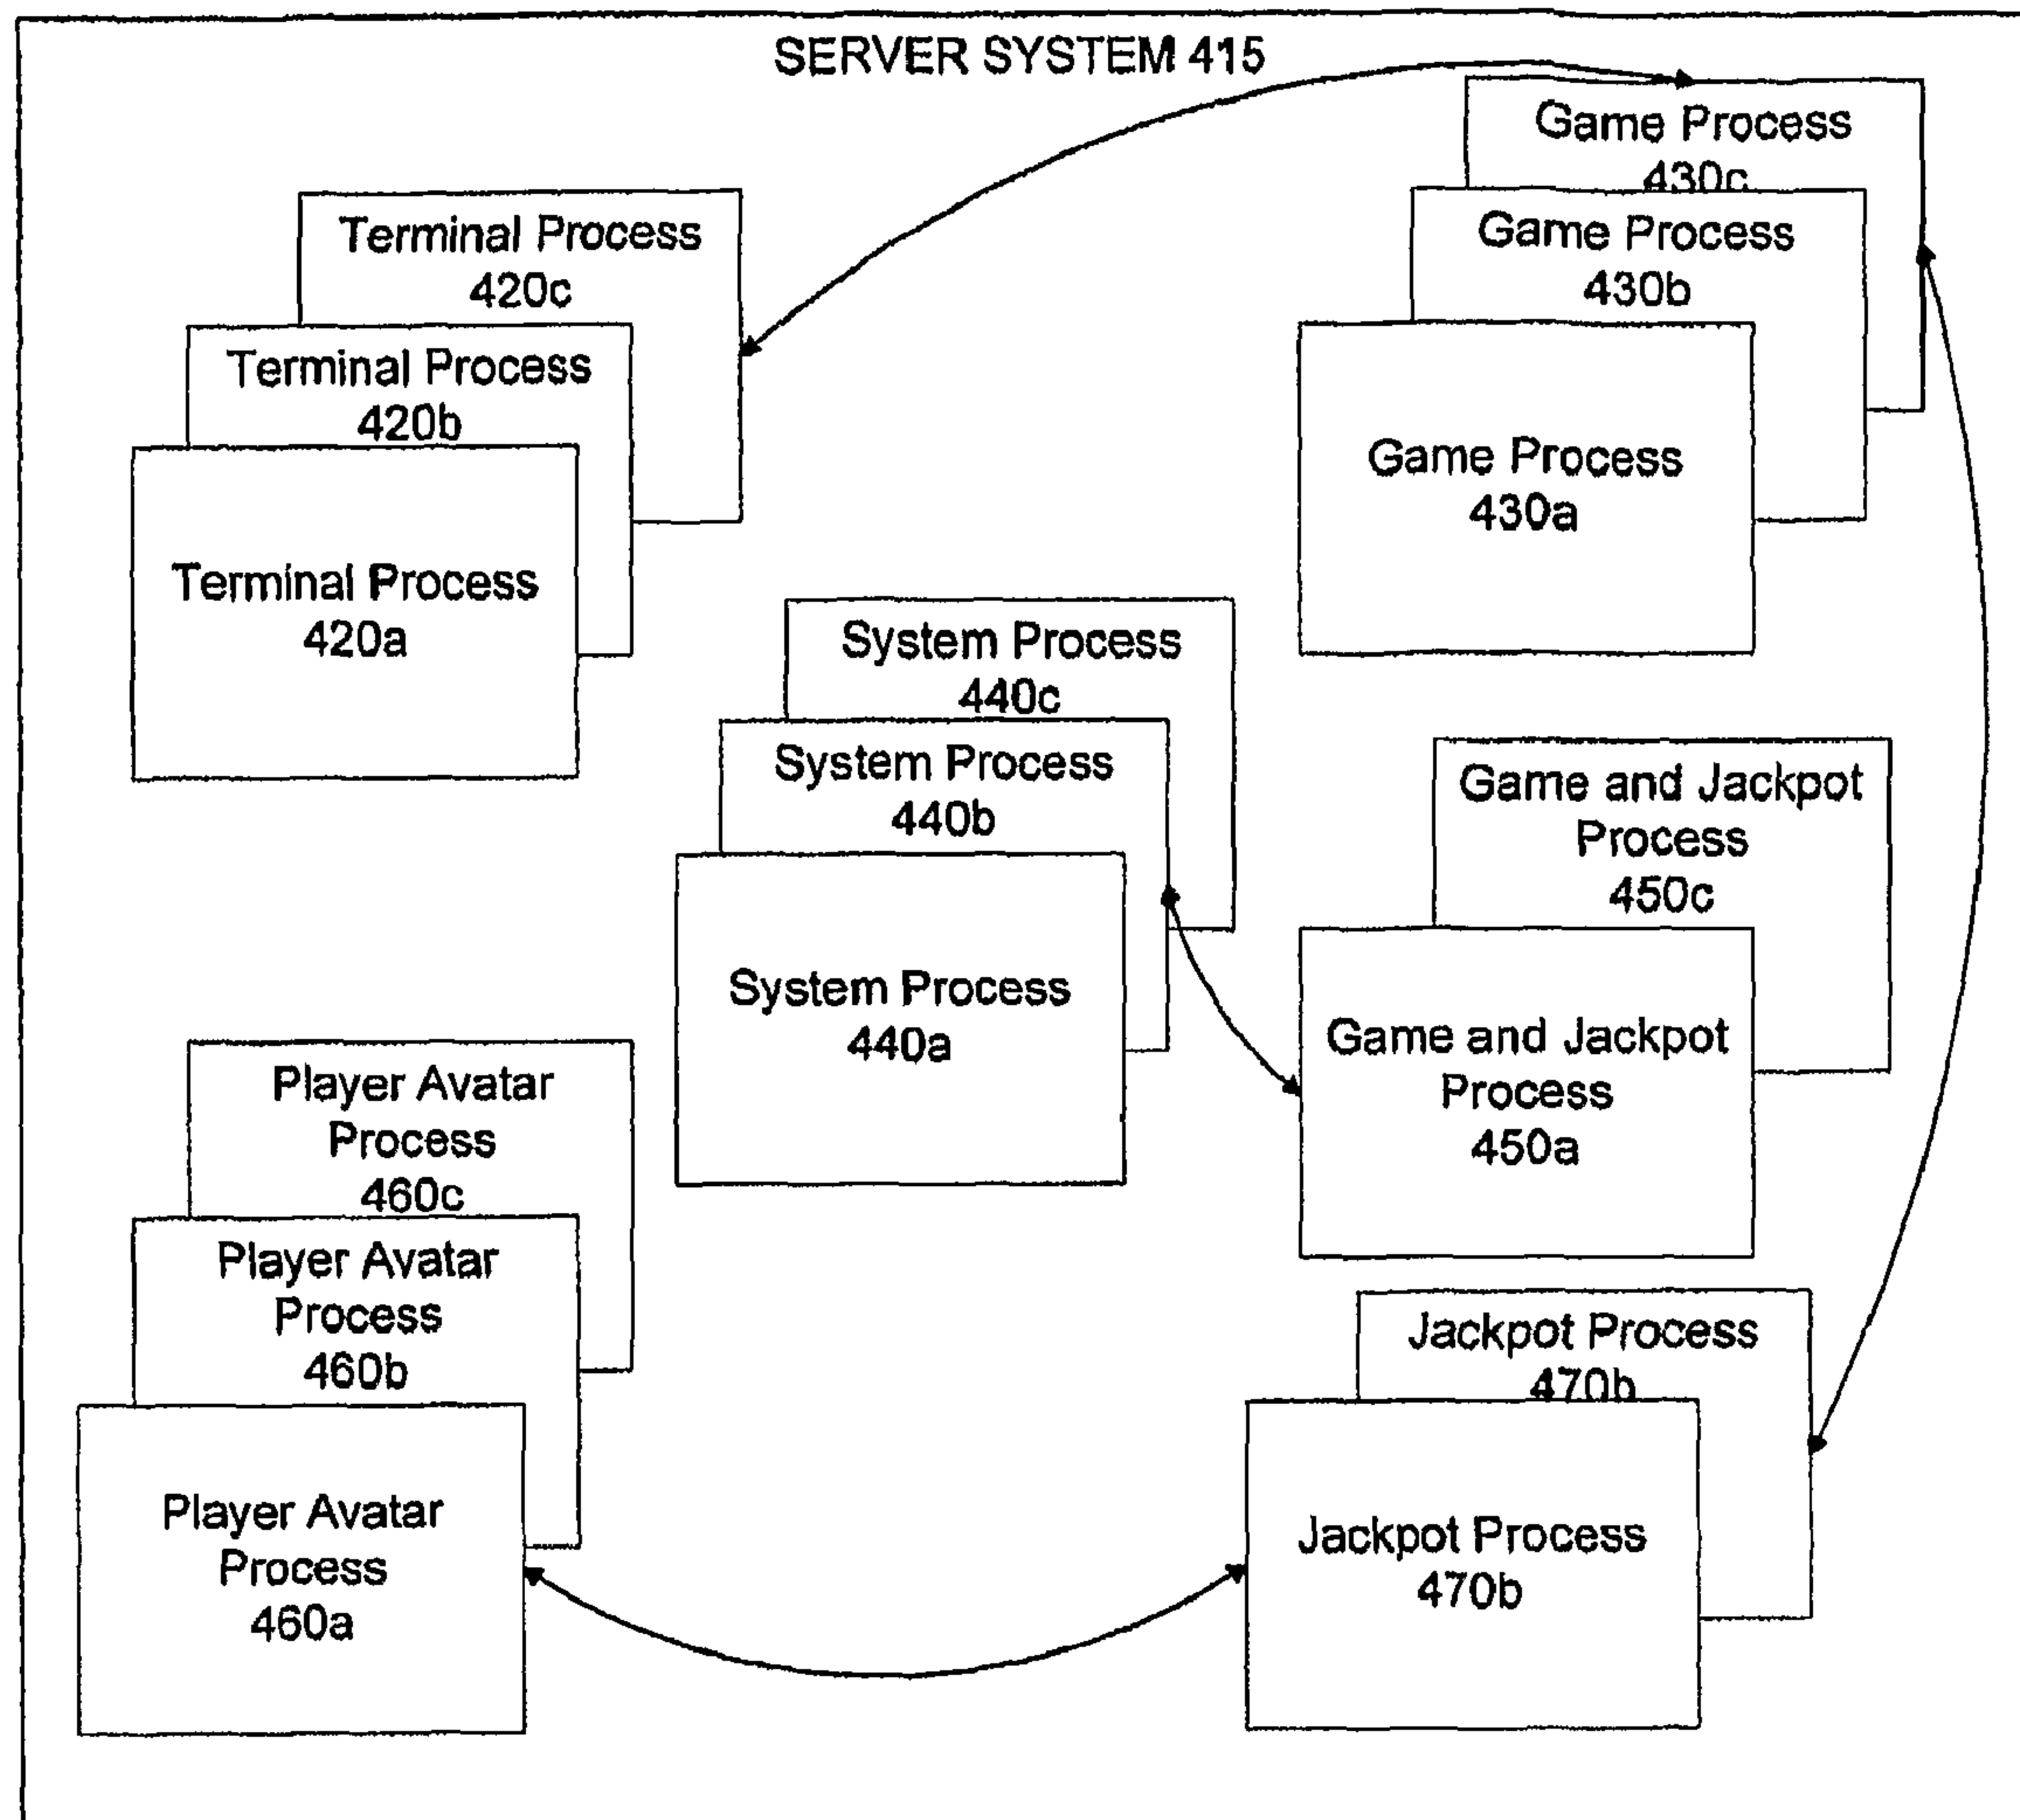 SERVER SYSTEM 415
Game Process
430c
Game Process
430b
Game Process
430a
Terminal Process
420c
Terminal Process
420b
Terminal Process
420a
System Process
440c
System Process
440b
System Process
440a
Game and Jackpot
Process
450c
Game and Jackpot
Process
450a
Player Avatar
Process
460c
Player Avatar
Process
460b
Player Avatar
Process
460a
Jackpot Process
470b
Jackpot Process
470b